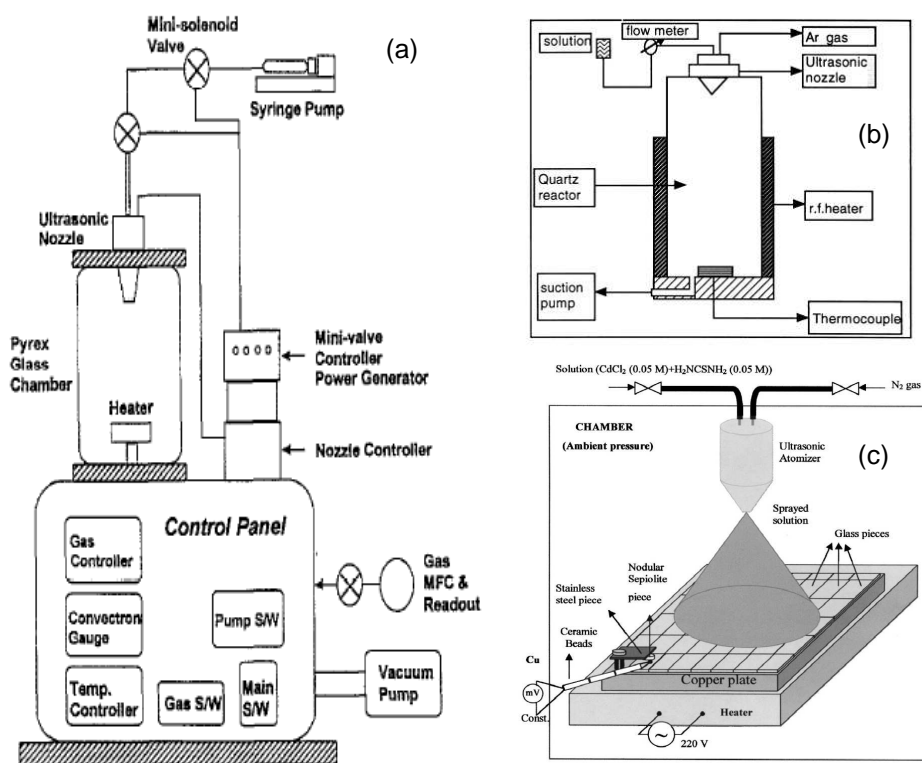 (a)
Mini-solenoid
Valve
Syringe Pump
Ultrasonic
Nozzle
Pyrex
Glass
Chamber
Heater
Mini-valve
Controller
Power Generator
Nozzle Controller
Control Panel
Gas
Controller
Convectron
Gauge
Temp.
Controller
Pump S/W
Gas S/W
Main
S/W
Gas
MFC &
Readout
Vacuum
Pump
(b)
solution
flow meter
Ar gas
Ultrasonic
nozzle
Quartz
reactor
r.f.heater
suction
pump
Thermocouple
(c)
Solution (CdCl₂ (0.05 M)+H₂NCSNH₂ (0.05 M))
N₂ gas
CHAMBER
(Ambient pressure)
Ultrasonic
Atomizer
Sprayed
solution
Glass pieces
Nodular
Sepiolite
piece
Stainless
steel piece
Ceramic
Beads
Cu
mV
Const.
Copper plate
Heater
~
220 V